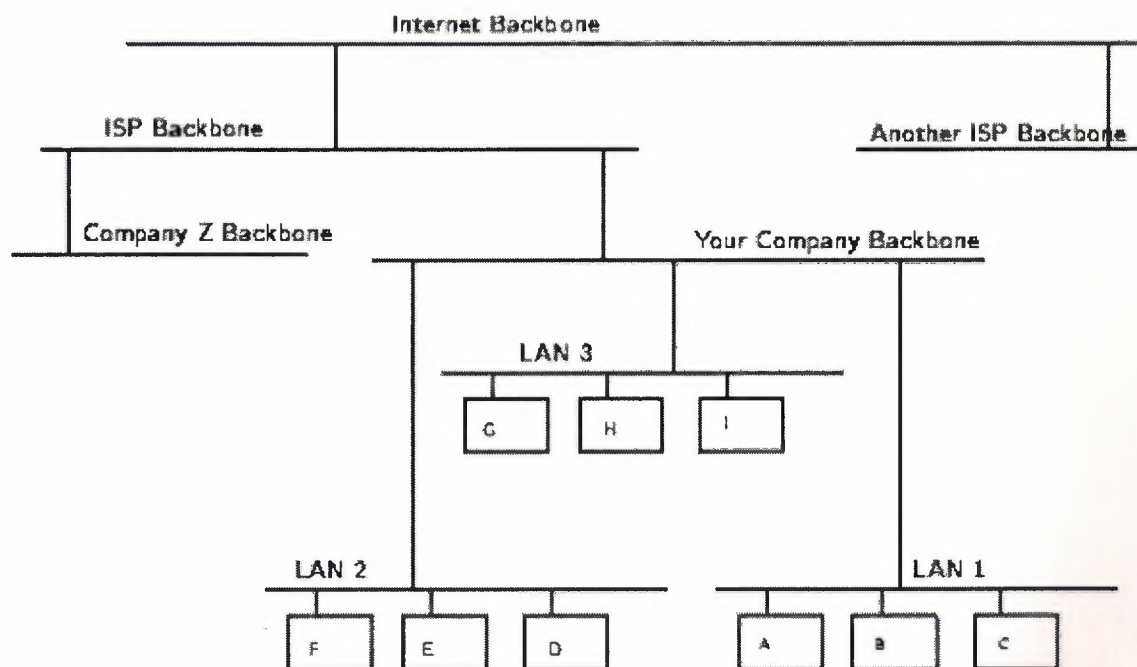 Internet Backbone
ISP Backbone
Another ISP Backbone
Company Z Backbone
Your Company Backbone
LAN 3
G H I
LAN 2
LAN 1
F E D
A B C